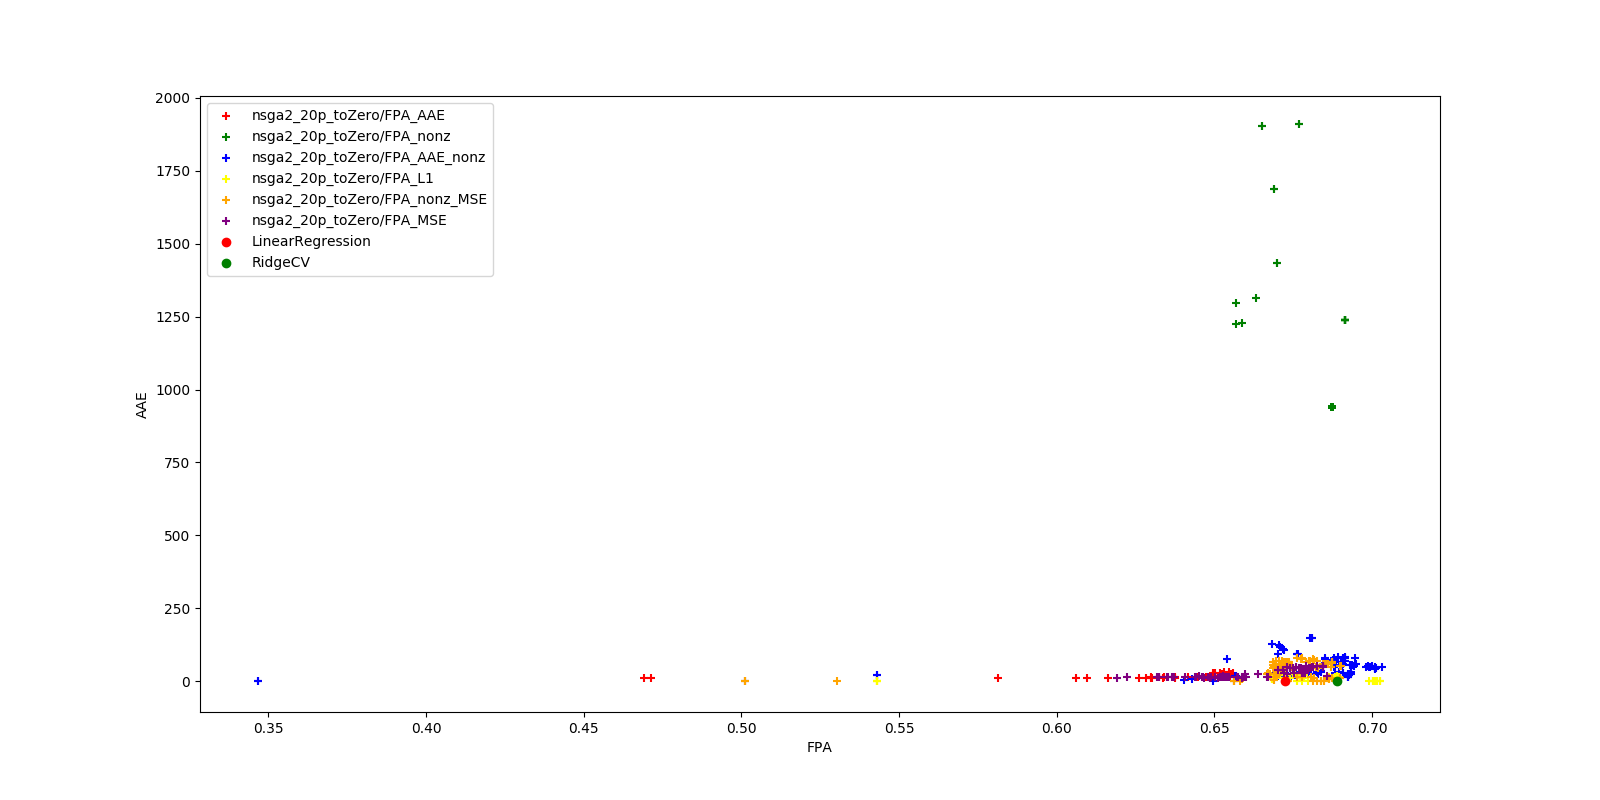 2000
1750
1500
1250
1000
750
500
250
0
AAE
nsga2_20p_toZero/FPA_AAE
nsga2_20p_toZero/FPA_nonz
nsga2_20p_toZero/FPA_AAE_nonz
nsga2_20p_toZero/FPA_L1
nsga2_20p_toZero/FPA_nonz_MSE
nsga2_20p_toZero/FPA_MSE
LinearRegression
RidgeCV
0.35 0.40 0.45 0.50 0.55 0.60 0.65 0.70
FPA